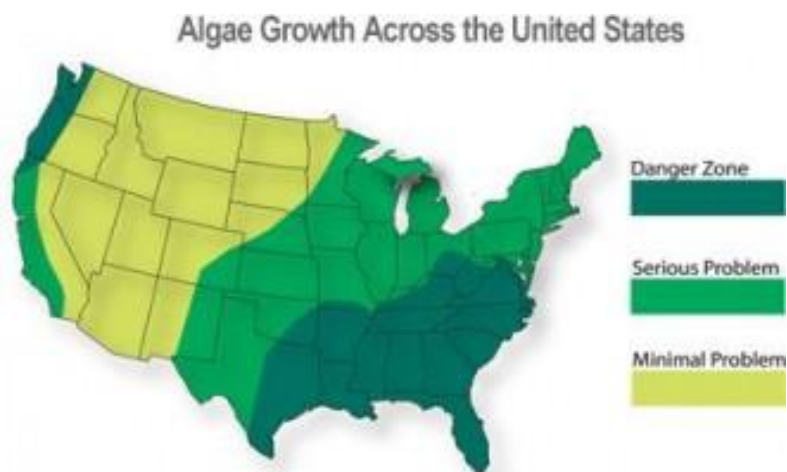 Algae Growth Across the United States
Danger Zone
Serious Problem
Minimal Problem